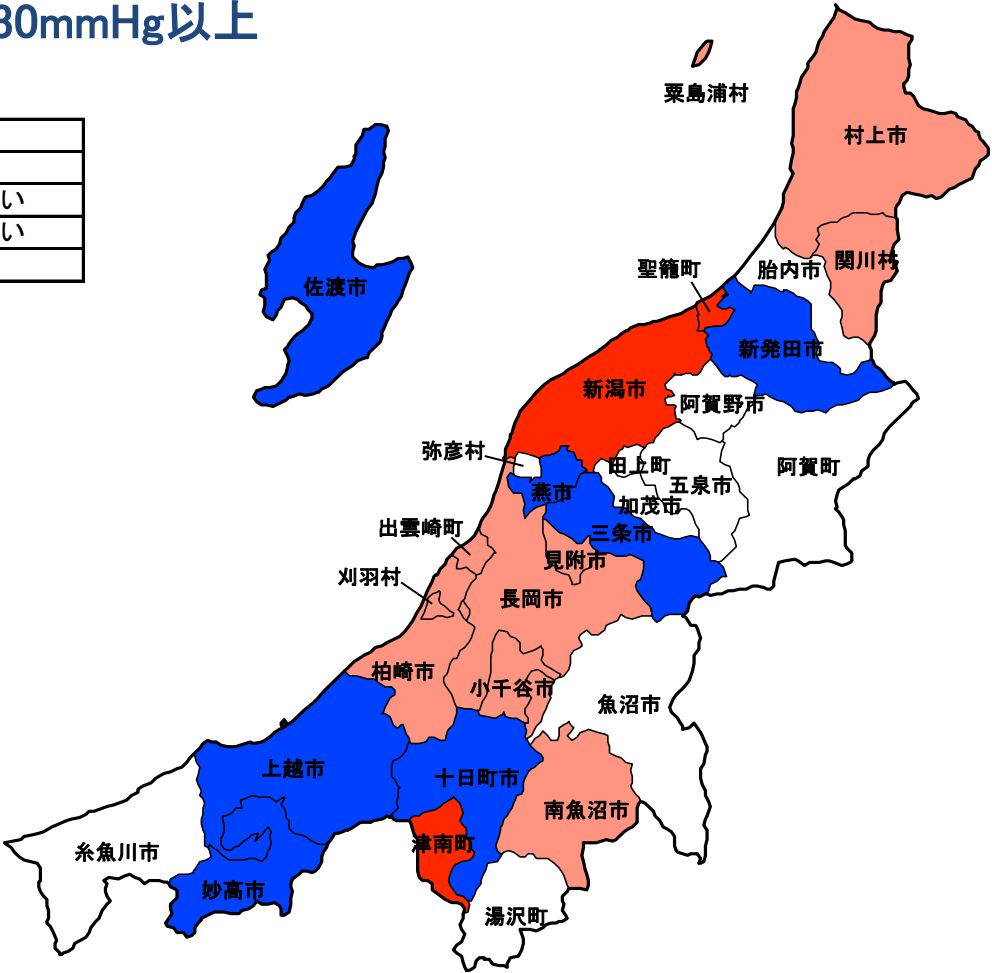 30mmHg以上
い
い
粟島浦村
村上市
関川村
胎内市
聖籠町
佐渡市
新発田市
新潟市
阿賀野市
弥彦村
田上町
阿賀町
五泉市
燕市
加茂市
出雲崎町
三条市
見附市
刈羽村
長岡市
柏崎市
小千谷市
魚沼市
上越市
十日町市
南魚沼市
津南町
糸魚川市
妙高市
湯沢町